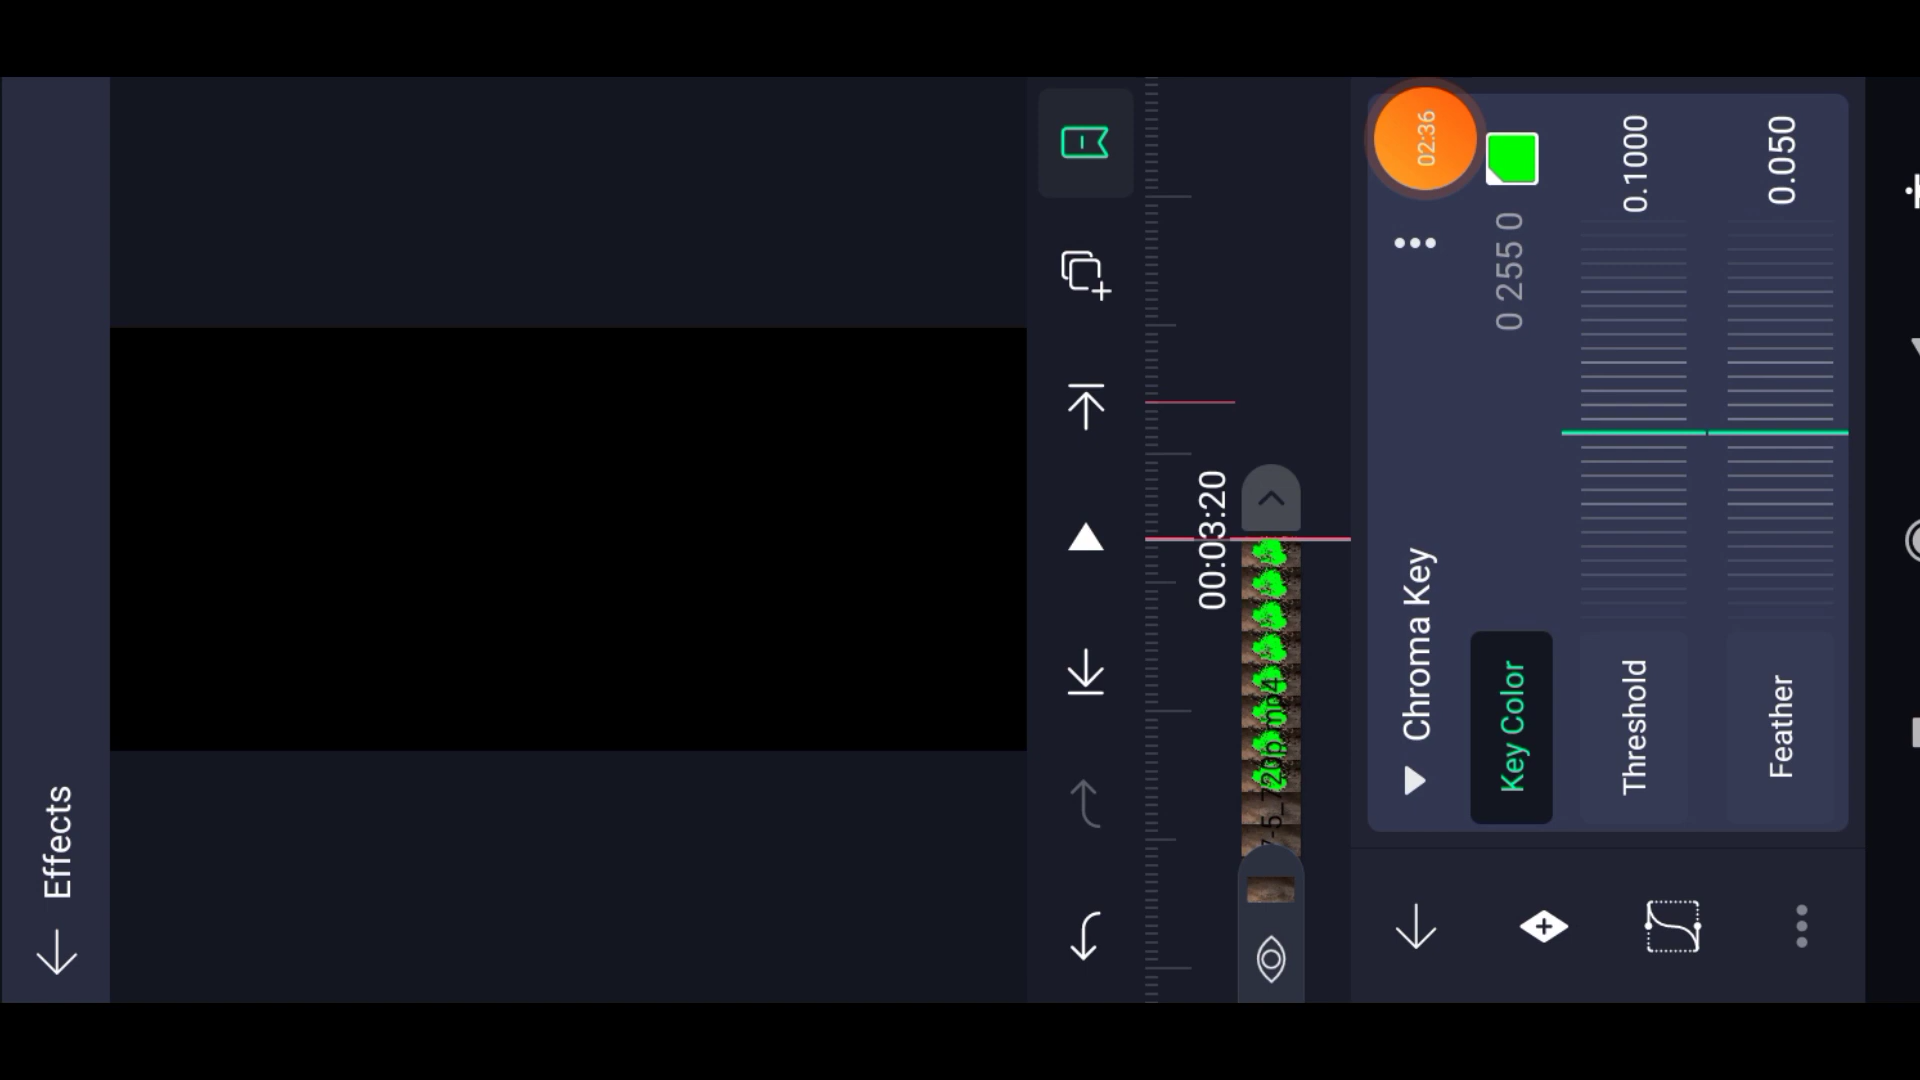 Effects
00:03:20
02:36
Chroma Key
Key Color
0 255 0
Threshold
0.1000
Feather
0.050